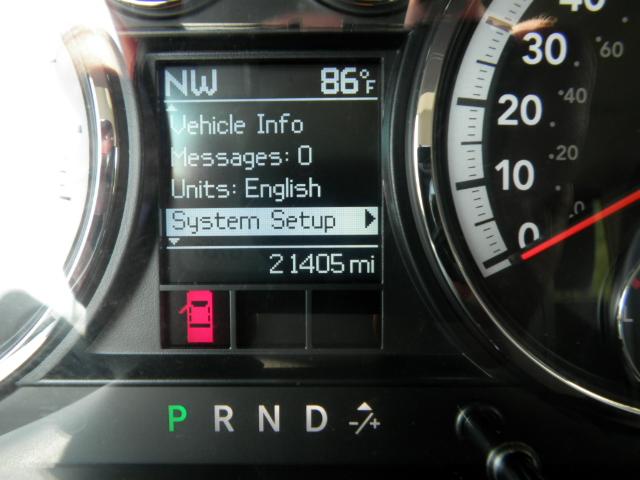 NW 86°F
Vehicle Info
Messages: 0
Units: English
System Setup
21405 mi
P R N D -/+
40
30
60
20
40
10
20
0
0